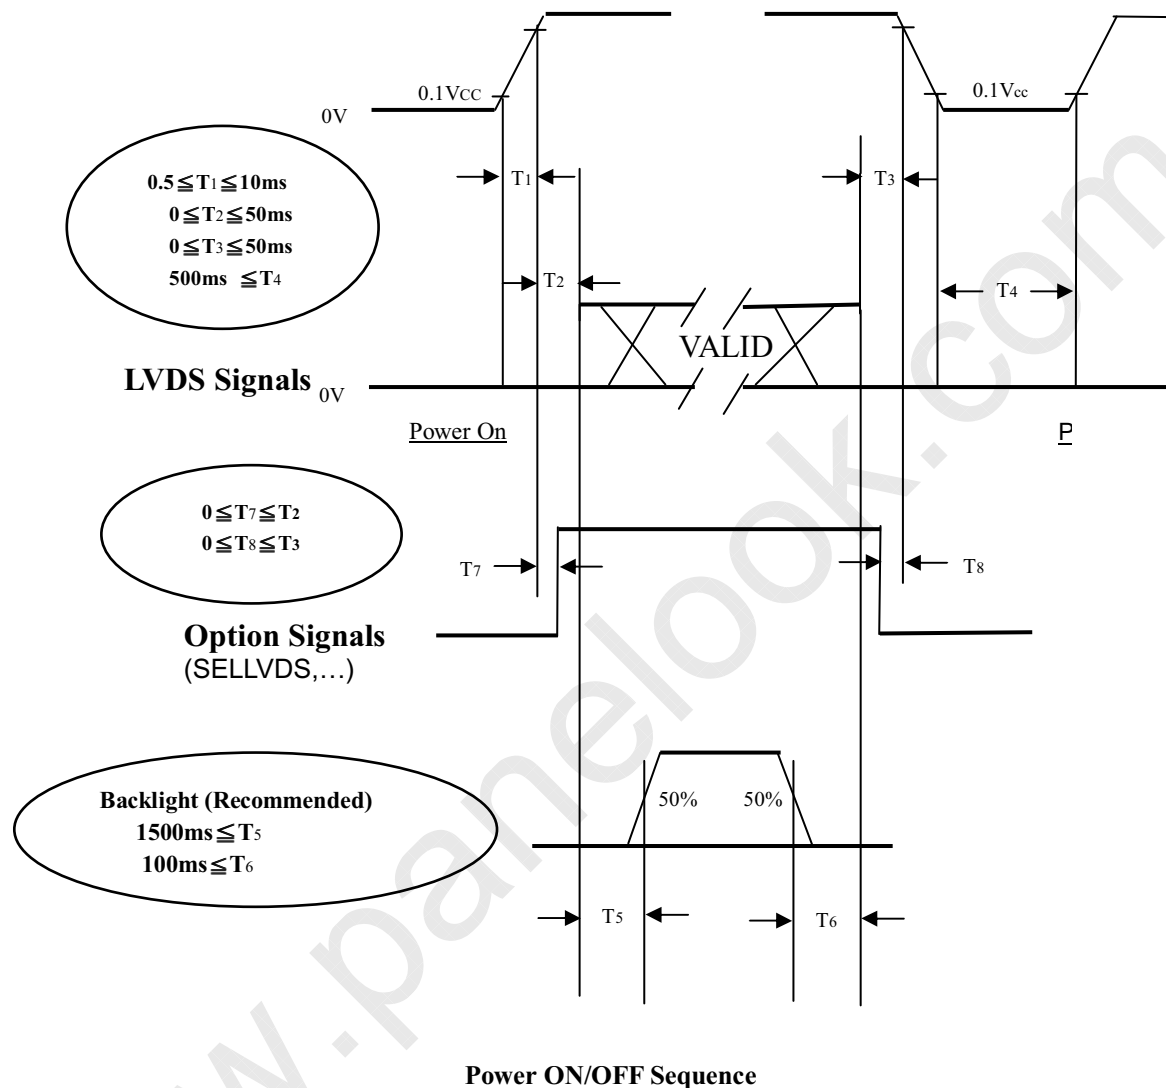 0.1VCC
0.1Vcc
0V
0.5≦T1≦10ms
0≦T2≦50ms
0≦T3≦50ms
500ms ≦T4
T1
T3
T2
T4
VALID
LVDS Signals 0V
Power On
P
0≦T7≦T2
0≦T8≦T3
T7
T8
Option Signals
(SELLVDS,…)
Backlight (Recommended)
1500ms≦T5
100ms≦T6
50%
50%
T5
T6
Power ON/OFF Sequence
w.panelook.com